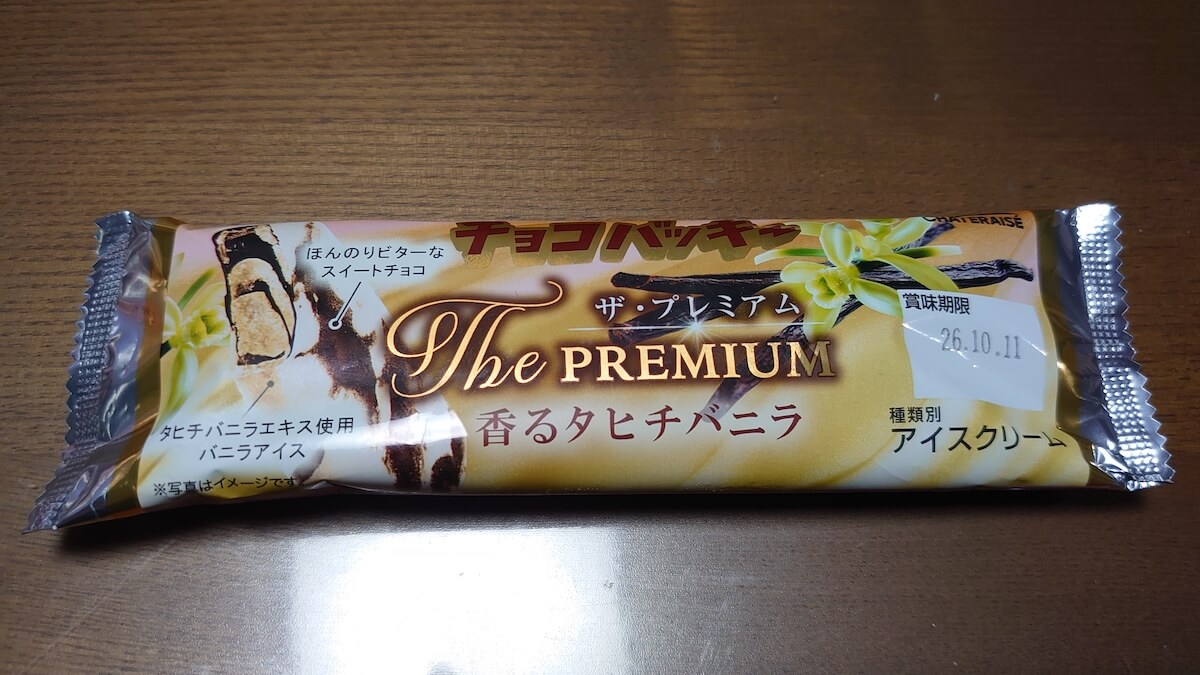 チョコバッキー
CHATERAISÉ
ほんのりビターな
スイートチョコ
ザ・プレミアム
The PREMIUM
香るタヒチバニラ
賞味期限
26.10.11
種類別
アイスクリーム
タヒチバニラエキス使用
バニラアイス
※写真はイメージです